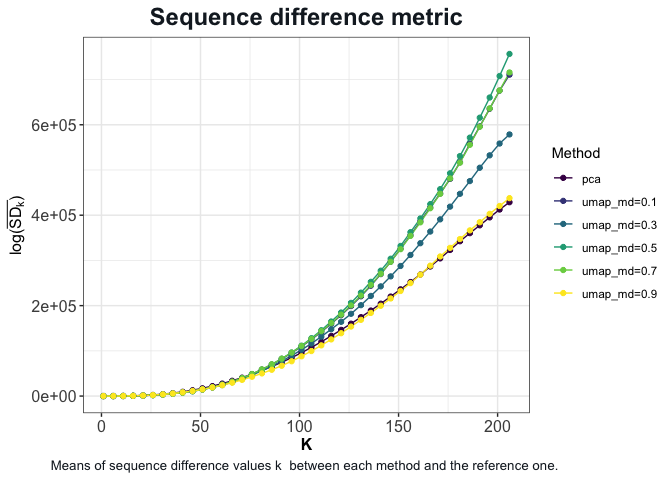 Sequence difference metric
6e+05
4e+05
2e+05
0e+00
log(SDk)
0 50 100 150 200
K
Method
pca
umap_md=0.1
umap_md=0.3
umap_md=0.5
umap_md=0.7
umap_md=0.9
Means of sequence difference values k between each method and the reference one.